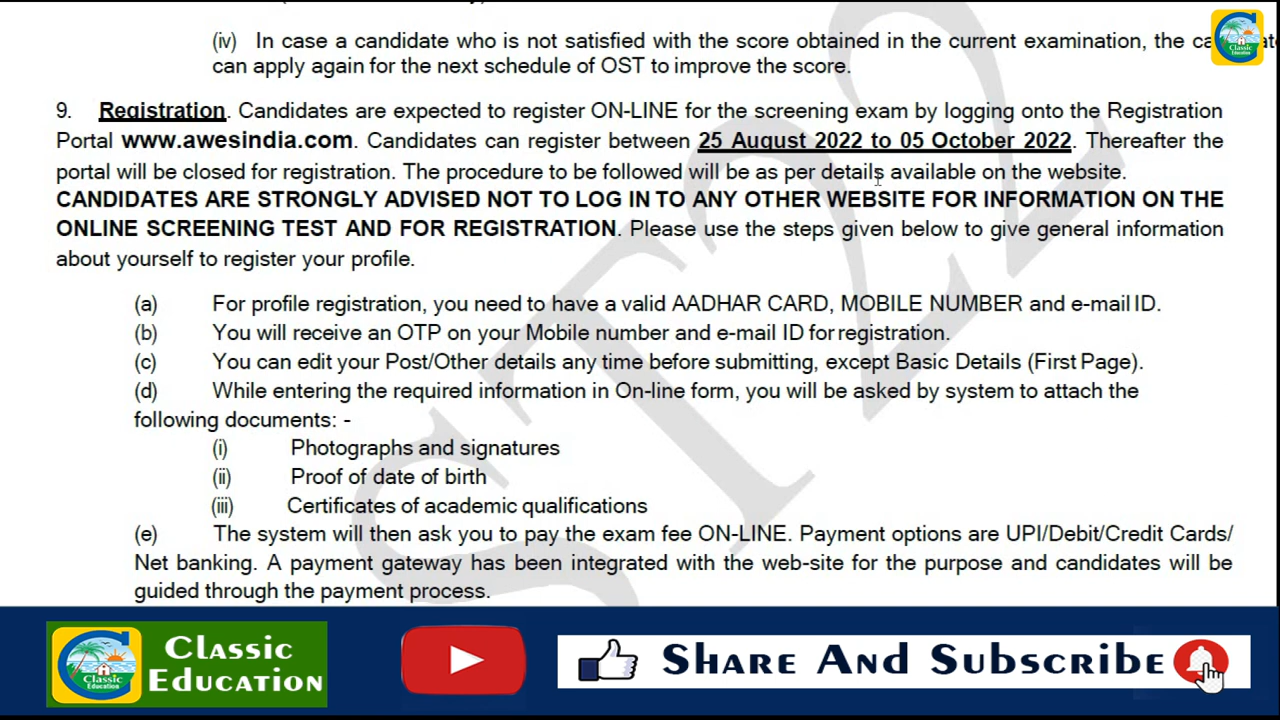 (iv) In case a candidate who is not satisfied with the score obtained in the current examination, the
can apply again for the next schedule of OST to improve the score.
Classic
Education
9. Registration. Candidates are expected to register ON-LINE for the screening exam by logging onto the Registration
Portal www.awesindia.com. Candidates can register between 25 August 2022 to 05 October 2022. Thereafter the
portal will be closed for registration. The procedure to be followed will be as per details available on the website.
CANDIDATES ARE STRONGLY ADVISED NOT TO LOG IN TO ANY OTHER WEBSITE FOR INFORMATION ON THE
ONLINE SCREENING TEST AND FOR REGISTRATION. Please use the steps given below to give general information
about yourself to register your profile.
(a) For profile registration, you need to have a valid AADHAR CARD, MOBILE NUMBER and e-mail ID.
(b) You will receive an OTP on your Mobile number and e-mail ID for registration.
(c) You can edit your Post/Other details any time before submitting, except Basic Details (First Page).
(d) While entering the required information in On-line form, you will be asked by system to attach the
following documents: -
(i) Photographs and signatures
(ii) Proof of date of birth
(iii) Certificates of academic qualifications
(e) The system will then ask you to pay the exam fee ON-LINE. Payment options are UPI/Debit/Credit Cards/
Net banking. A payment gateway has been integrated with the web-site for the purpose and candidates will be
guided through the payment process.
ST22
Classic
Education
Classic
Education
Share And Subscribe